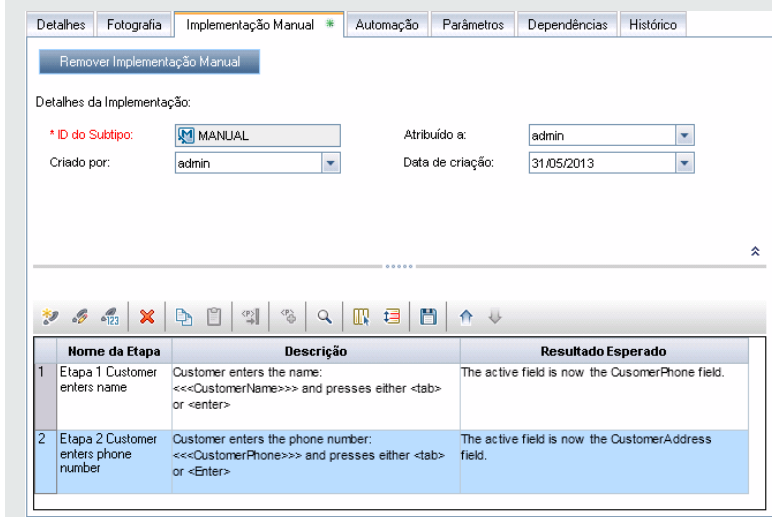 Detalhes Fotografia Implementação Manual * Automação Parâmetros Dependências Histórico
Remover Implementação Manual
Detalhes da Implementação:
* ID do Subtipo: MANUAL Atribuído a: admin
Criado por: admin Data de criação: 31/05/2013
Nome da Etapa Descrição Resultado Esperado
1 Etapa 1 Customer Customer enters the name: The active field is now the CusomerPhone field.
enters name <<<CustomerName>>> and presses either <tab>
or <enter>
2 Etapa 2 Customer Customer enters the phone number: The active field is now the CustomerAddress
enters phone <<<CustomerPhone>>> and presses either <tab> field.
number or <Enter>